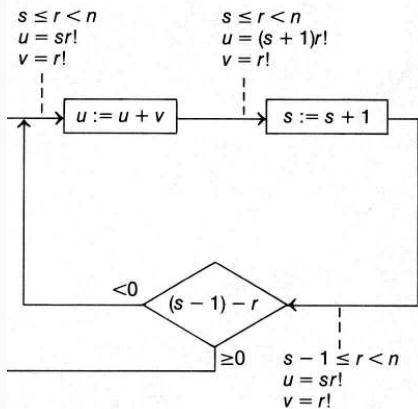 s ≤ r < n
u = sr!
v = r!
s ≤ r < n
u = (s + 1)r!
v = r!
u := u + v
s := s + 1
<0
(s − 1) − r
≥0
s − 1 ≤ r < n
u = sr!
v = r!